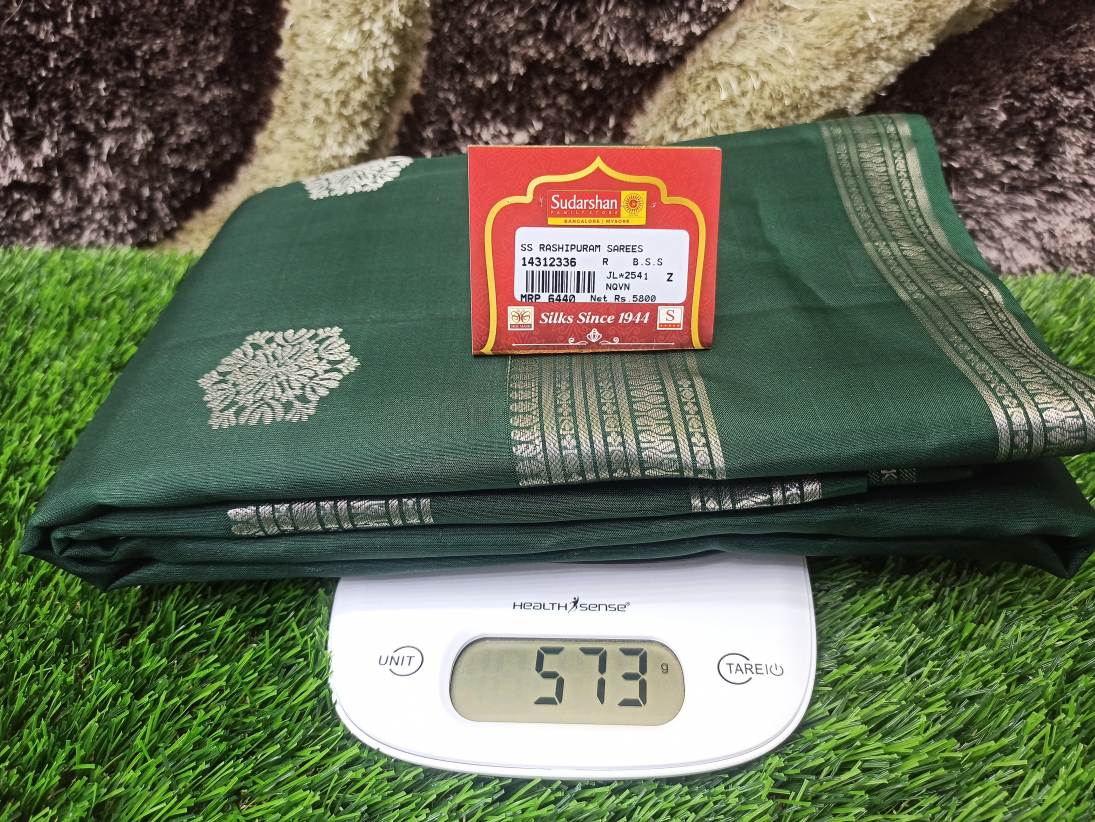 Sudarshan
FAMILY STORE
BANGALORE | MYSORE
SS RASHIPURAM SAREES
14312336 R B.S.S
JL*2541 Z
NQVN
MRP 6440 Net Rs.5800
Silks Since 1944
S
HEALTH SENSE®
UNIT
573 g
TARE